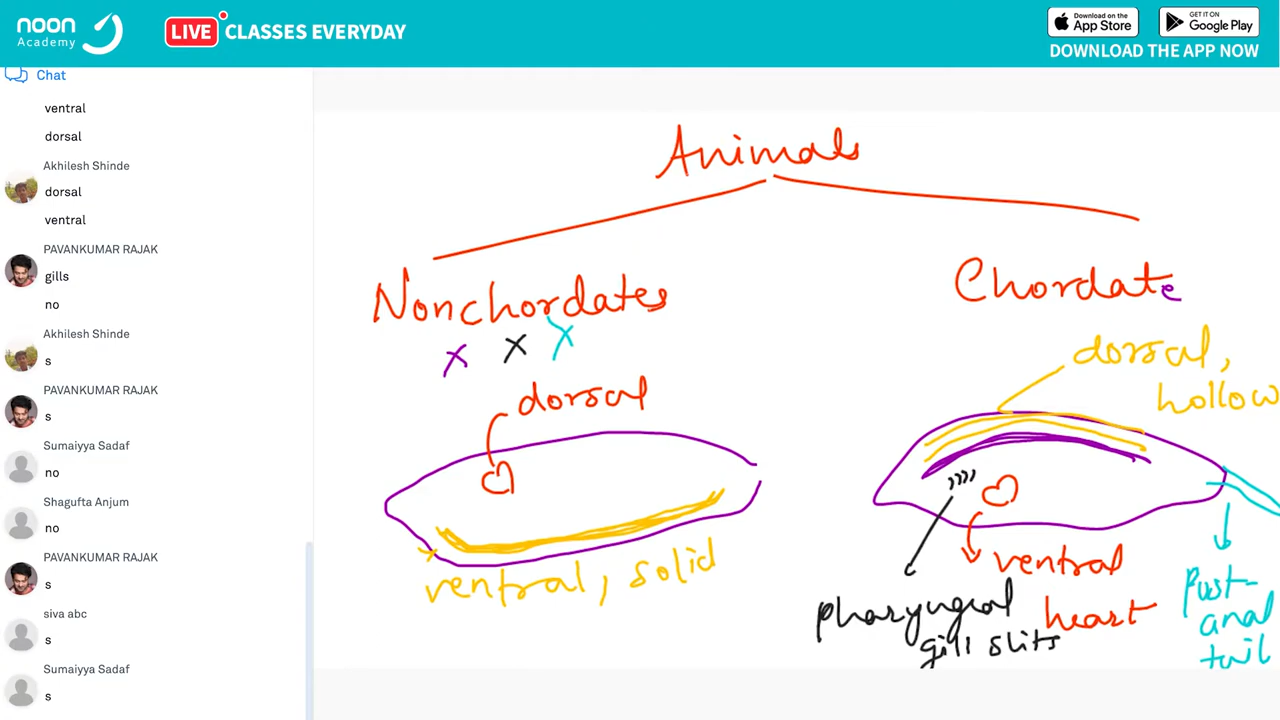 noon
Academy
LIVE CLASSES EVERYDAY
Download on the
App Store
GET IT ON
Google Play
DOWNLOAD THE APP NOW
Chat
ventral
dorsal
Akhilesh Shinde
dorsal
ventral
PAVANKUMAR RAJAK
gills
no
Akhilesh Shinde
s
PAVANKUMAR RAJAK
s
Sumaiyya Sadaf
no
Shagufta Anjum
no
PAVANKUMAR RAJAK
s
siva abc
s
Sumaiyya Sadaf
s
Animals
Nonchordates
x x x
dorsal
ventral, solid
Chordate
dorsal,
hollow
pharyngeal
gill slits
ventral
heart
Post-
anal
tail